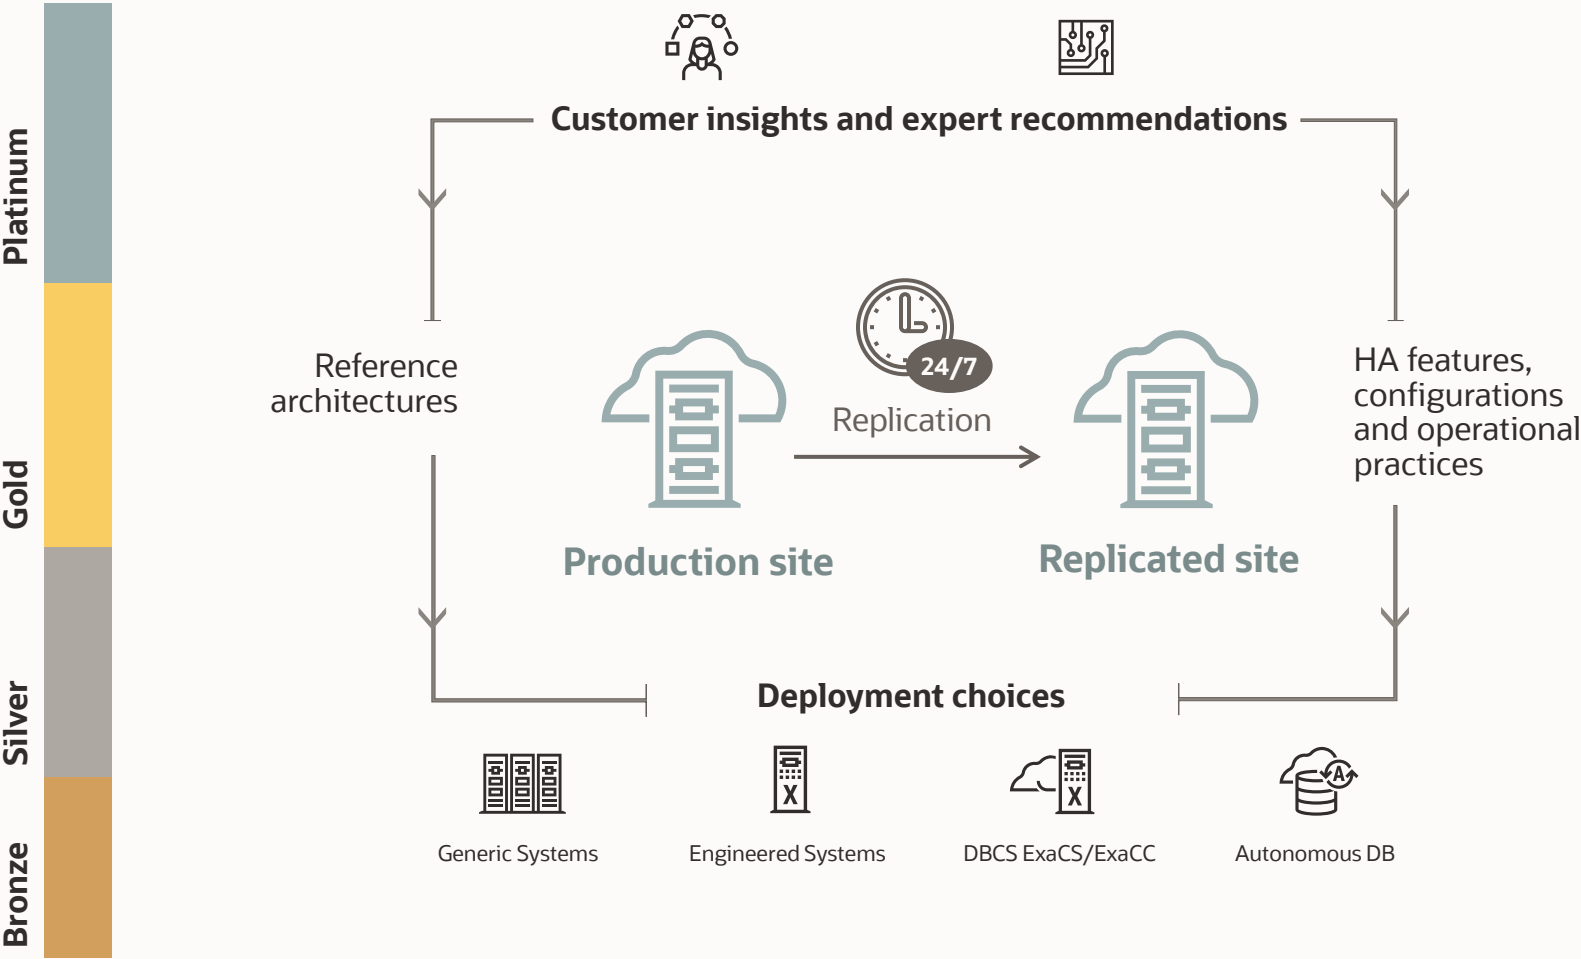 Platinum
Gold
Silver
Bronze
Customer insights and expert recommendations
Reference
architectures
24/7
Replication
HA features,
configurations
and operational
practices
Production site
Replicated site
Deployment choices
X
X
A
Generic Systems
Engineered Systems
DBCS ExaCS/ExaCC
Autonomous DB